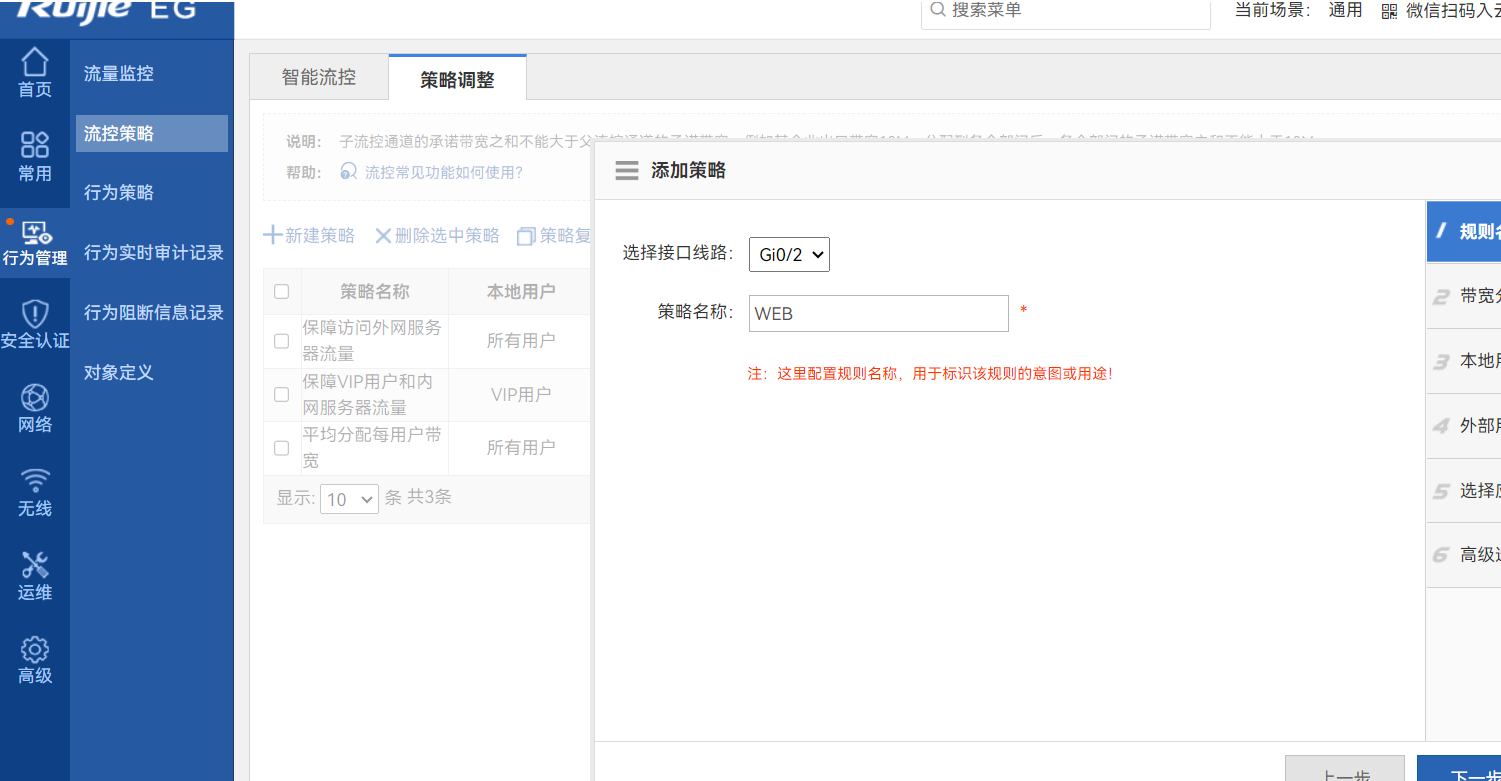 Ruijie EG
搜索菜单
当前场景： 通用 微信扫码入云
首页
常用
行为管理
安全认证
网络
无线
运维
高级
流量监控
流控策略
行为策略
行为实时审计记录
行为阻断信息记录
对象定义
智能流控 策略调整
说明： 子流控通道的承诺带宽之和不能大于父
帮助： 流控常见功能如何使用？
新建策略 删除选中策略 策略复
策略名称 本地用户
保障访问外网服务
器流量
所有用户
保障VIP用户和内
网服务器流量
VIP用户
平均分配每用户带
宽
所有用户
显示: 10 条 共3条
添加策略
选择接口线路： Gi0/2
策略名称： WEB *
注：这里配置规则名称，用于标识该规则的意图或用途！
1 规则名
2 带宽分
3 本地用
4 外部用
5 选择应
6 高级选
上一步 下一步